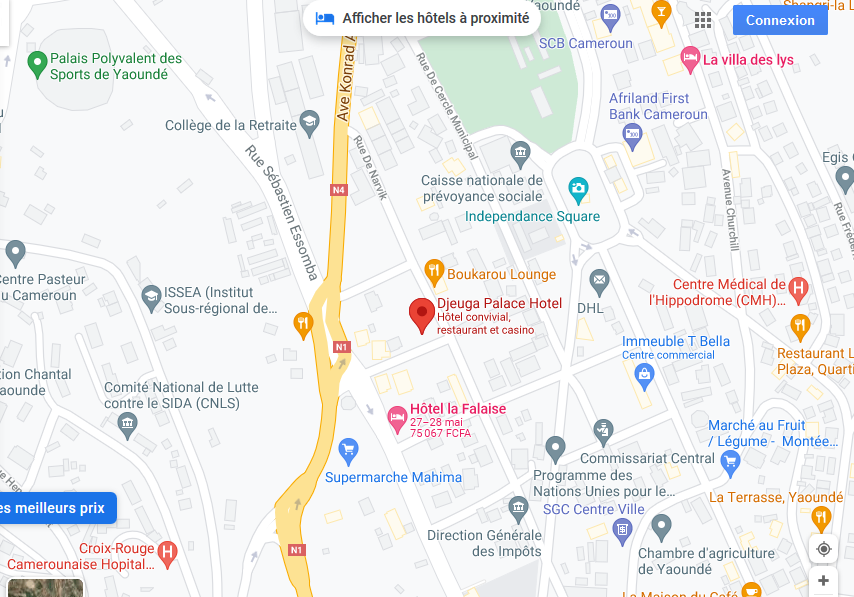 Afficher les hôtels à proximité
Yaoundé
Connexion
SCB Cameroun
Palais Polyvalent des
Sports de Yaoundé
Ave Konrad A
Rue De Cercle Municipal
La villa des lys
Afriland First
Bank Cameroun
Collège de la Retraite
Rue De Narvik
Rue Sébastien Essomba
Egis
Caisse nationale de
prévoyance sociale
Avenue Churchill
N4
Independance Square
Rue Fréder
Centre Pasteur
u Cameroun
Boukarou Lounge
ISSEA (Institut
Sous-régional de...
DHL
Centre Médical de
l'Hippodrome (CMH)...
Djeuga Palace Hotel
Hôtel convivial,
restaurant et casino
N1
Immeuble T Bella
Centre commercial
Restaurant L
Plaza, Quarti
tion Chantal
aounde
Comité National de Lutte
contre le SIDA (CNLS)
Hôtel la Falaise
27–28 mai
75 067 FCFA
Marché au Fruit
/ Légume - Montée...
Commissariat Central
Supermarche Mahima
Programme des
Nations Unies pour le...
es meilleurs prix
La Terrasse, Yaoundé
SGC Centre Ville
Direction Générale
des Impôts
Croix-Rouge
Camerounaise Hopital...
N1
Chambre d'agriculture
de Yaoundé
La Maison du Café